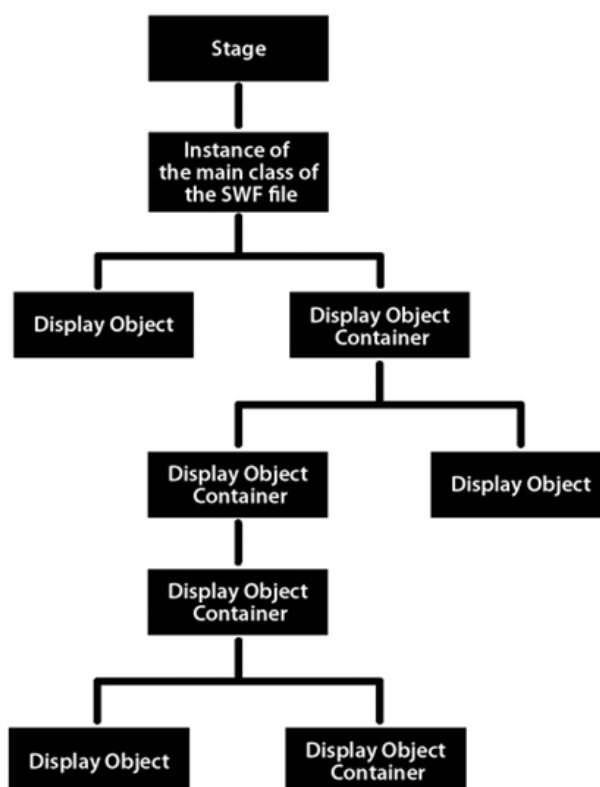 Stage
Instance of
the main class of
the SWF file
Display Object
Display Object
Container
Display Object
Container
Display Object
Display Object
Container
Display Object
Display Object
Container